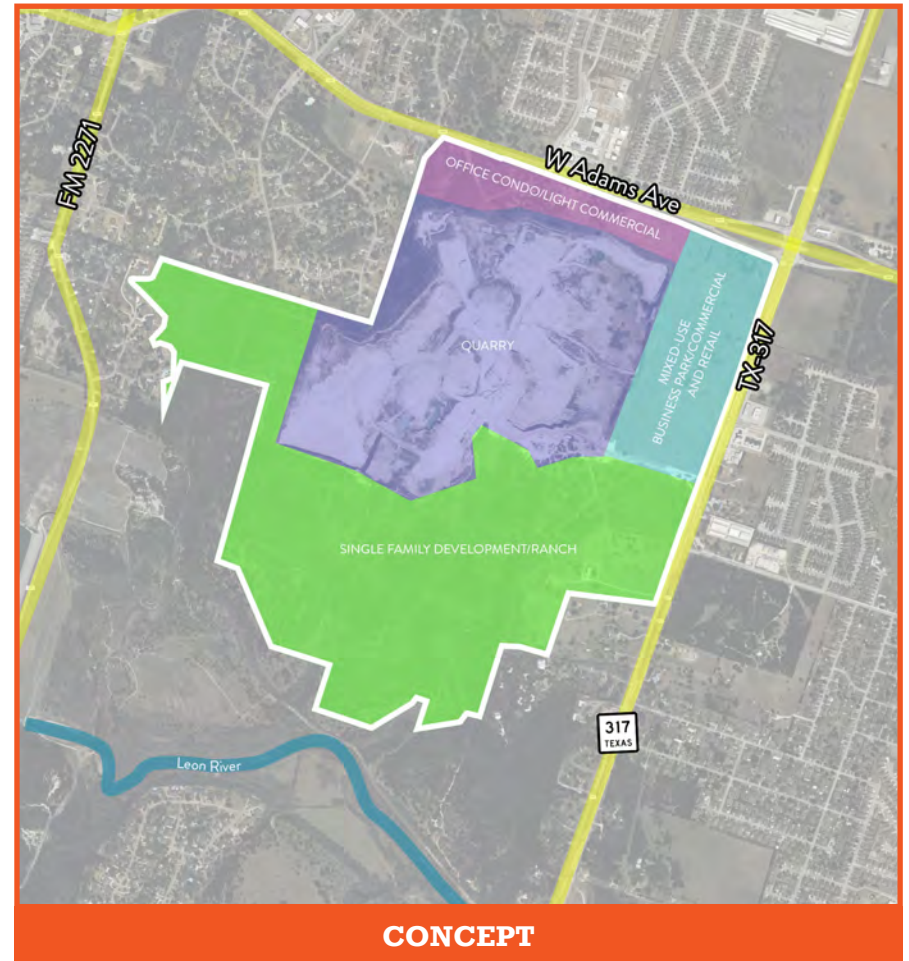 FM 2271
W Adams Ave
OFFICE CONDO/LIGHT COMMERCIAL
QUARRY
MIXED-USE
BUSINESS PARK/COMMERCIAL
AND RETAIL
TX-317
SINGLE FAMILY DEVELOPMENT/RANCH
317
TEXAS
Leon River
CONCEPT